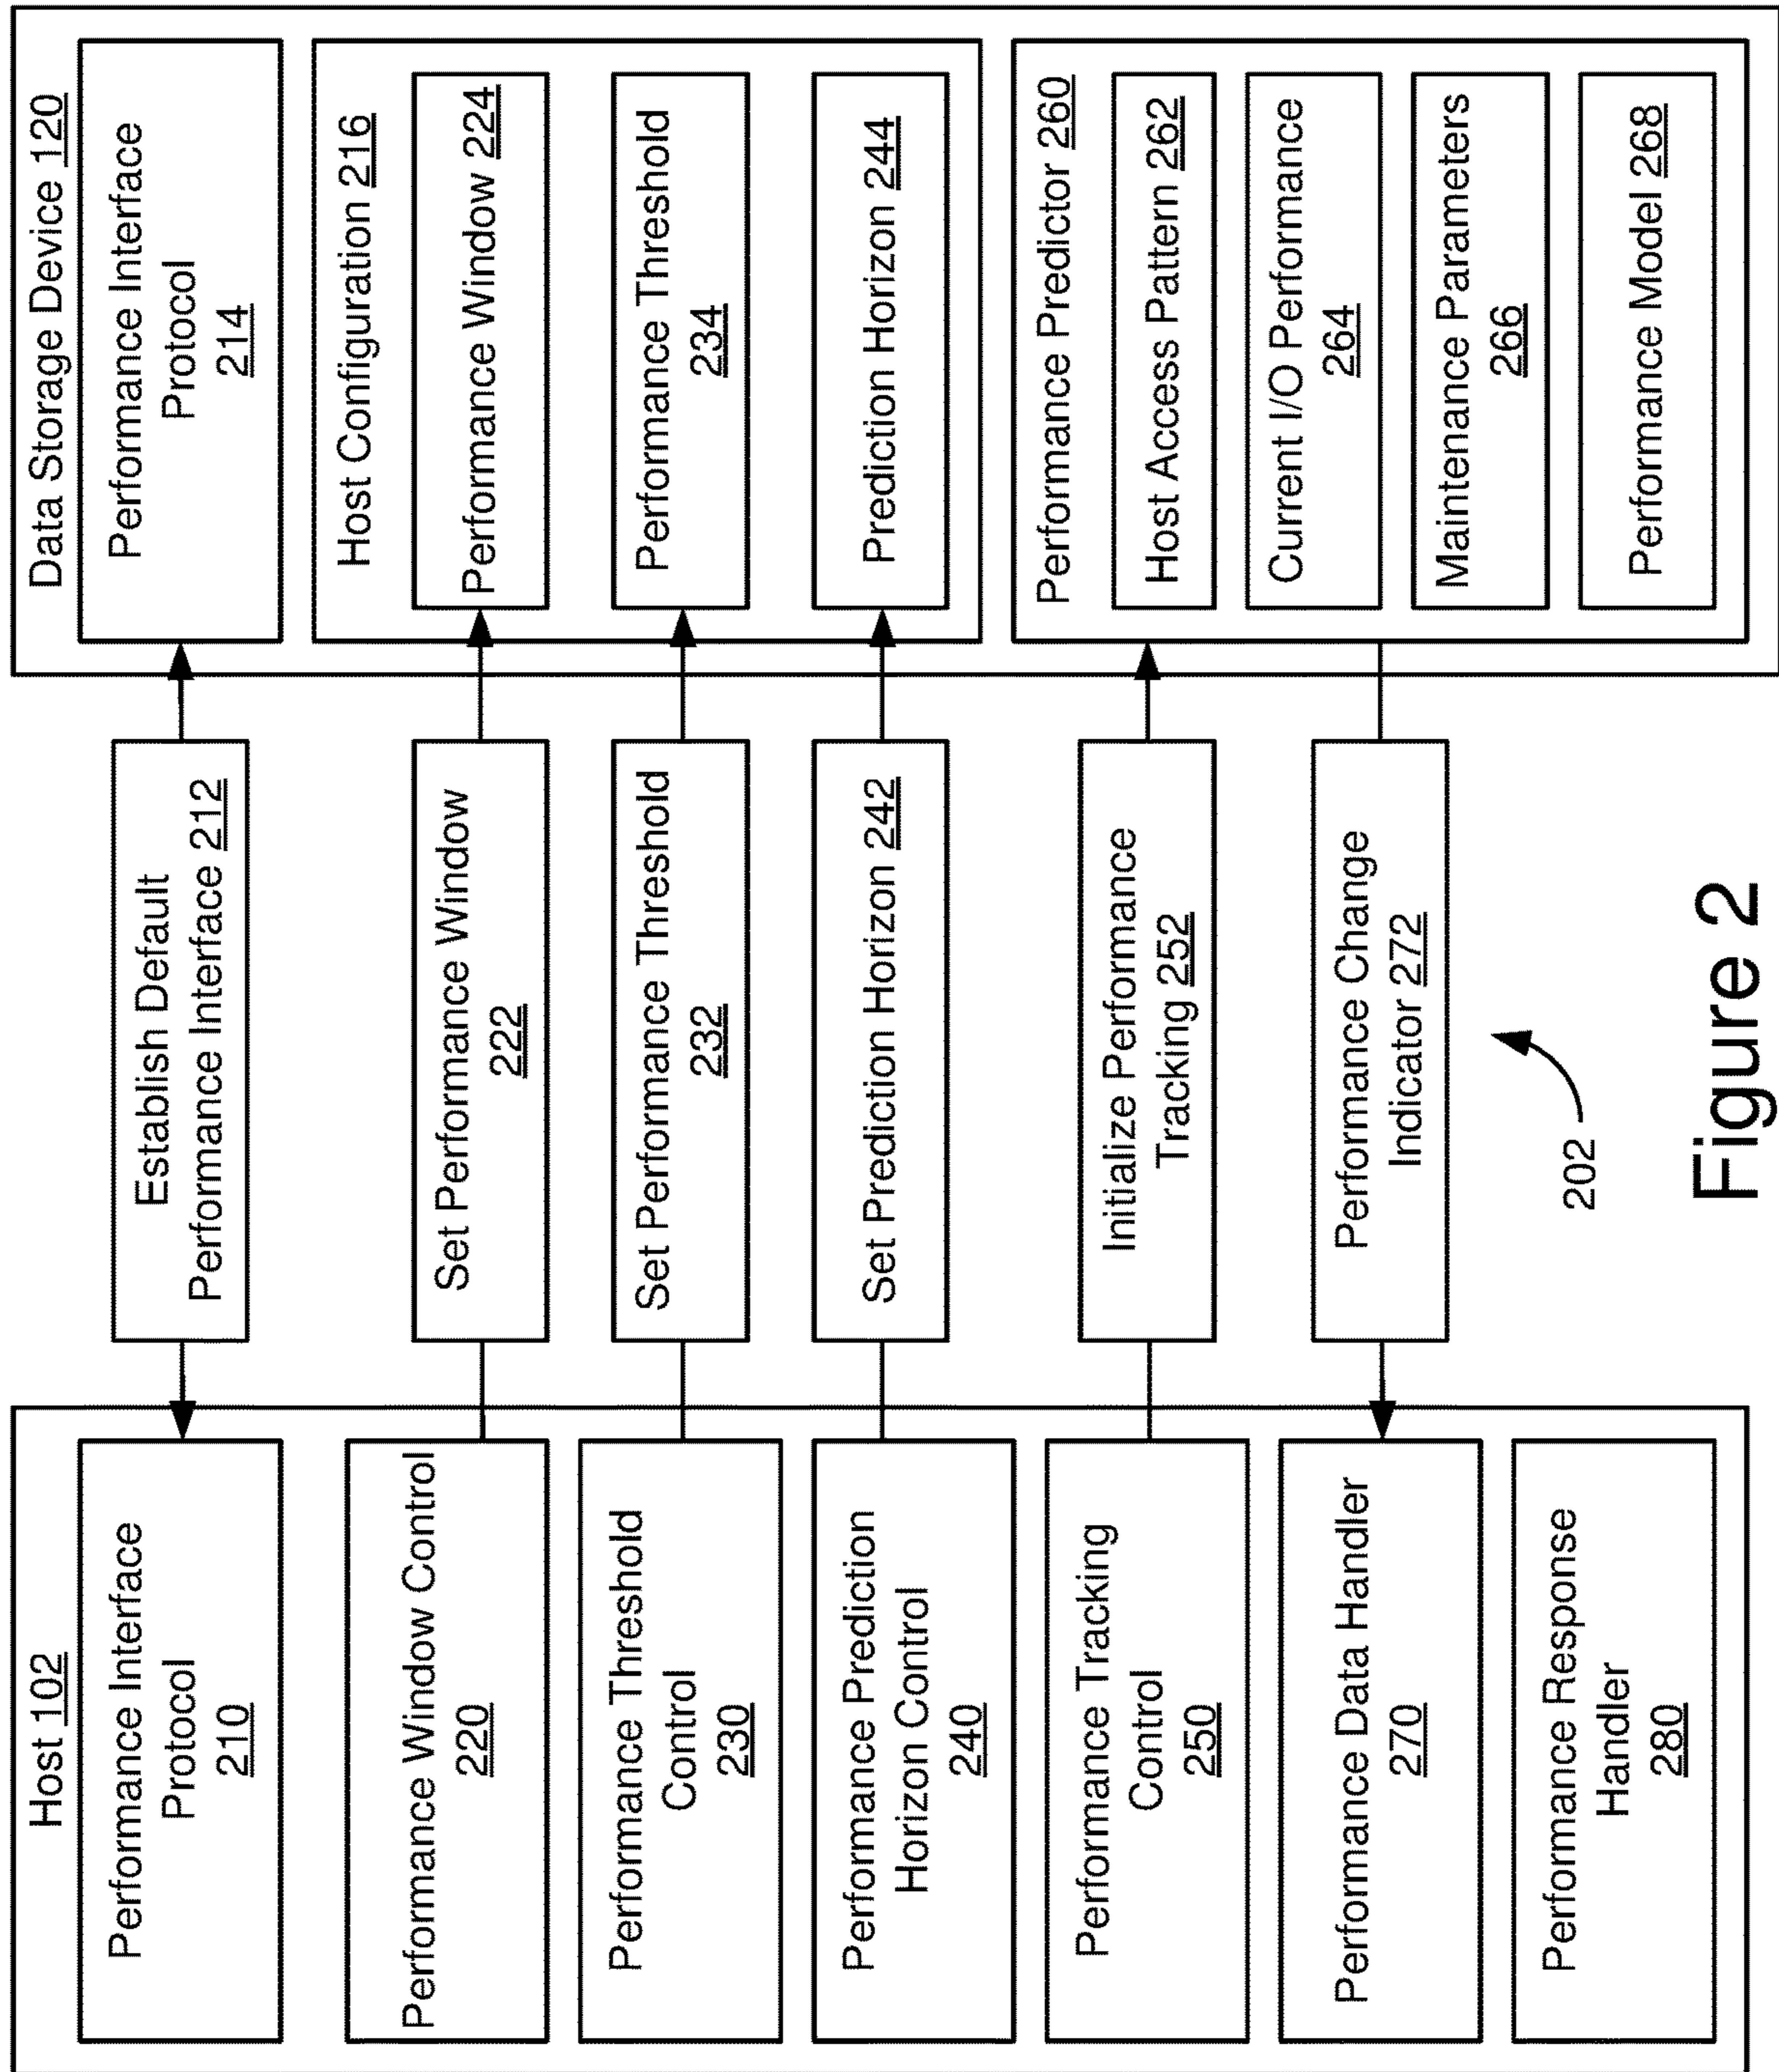 Host 102
Performance Interface
Protocol
210
Performance Window Control
220
Performance Threshold
Control
230
Performance Prediction
Horizon Control
240
Performance Tracking
Control
250
Performance Data Handler
270
Performance Response
Handler
280
Establish Default
Performance Interface 212
Set Performance Window
222
Set Performance Threshold
232
Set Prediction Horizon 242
Initialize Performance
Tracking 252
Performance Change
Indicator 272
202
Data Storage Device 120
Performance Interface
Protocol
214
Host Configuration 216
Performance Window 224
Performance Threshold
234
Prediction Horizon 244
Performance Predictor 260
Host Access Pattern 262
Current I/O Performance
264
Maintenance Parameters
266
Performance Model 268
Figure 2